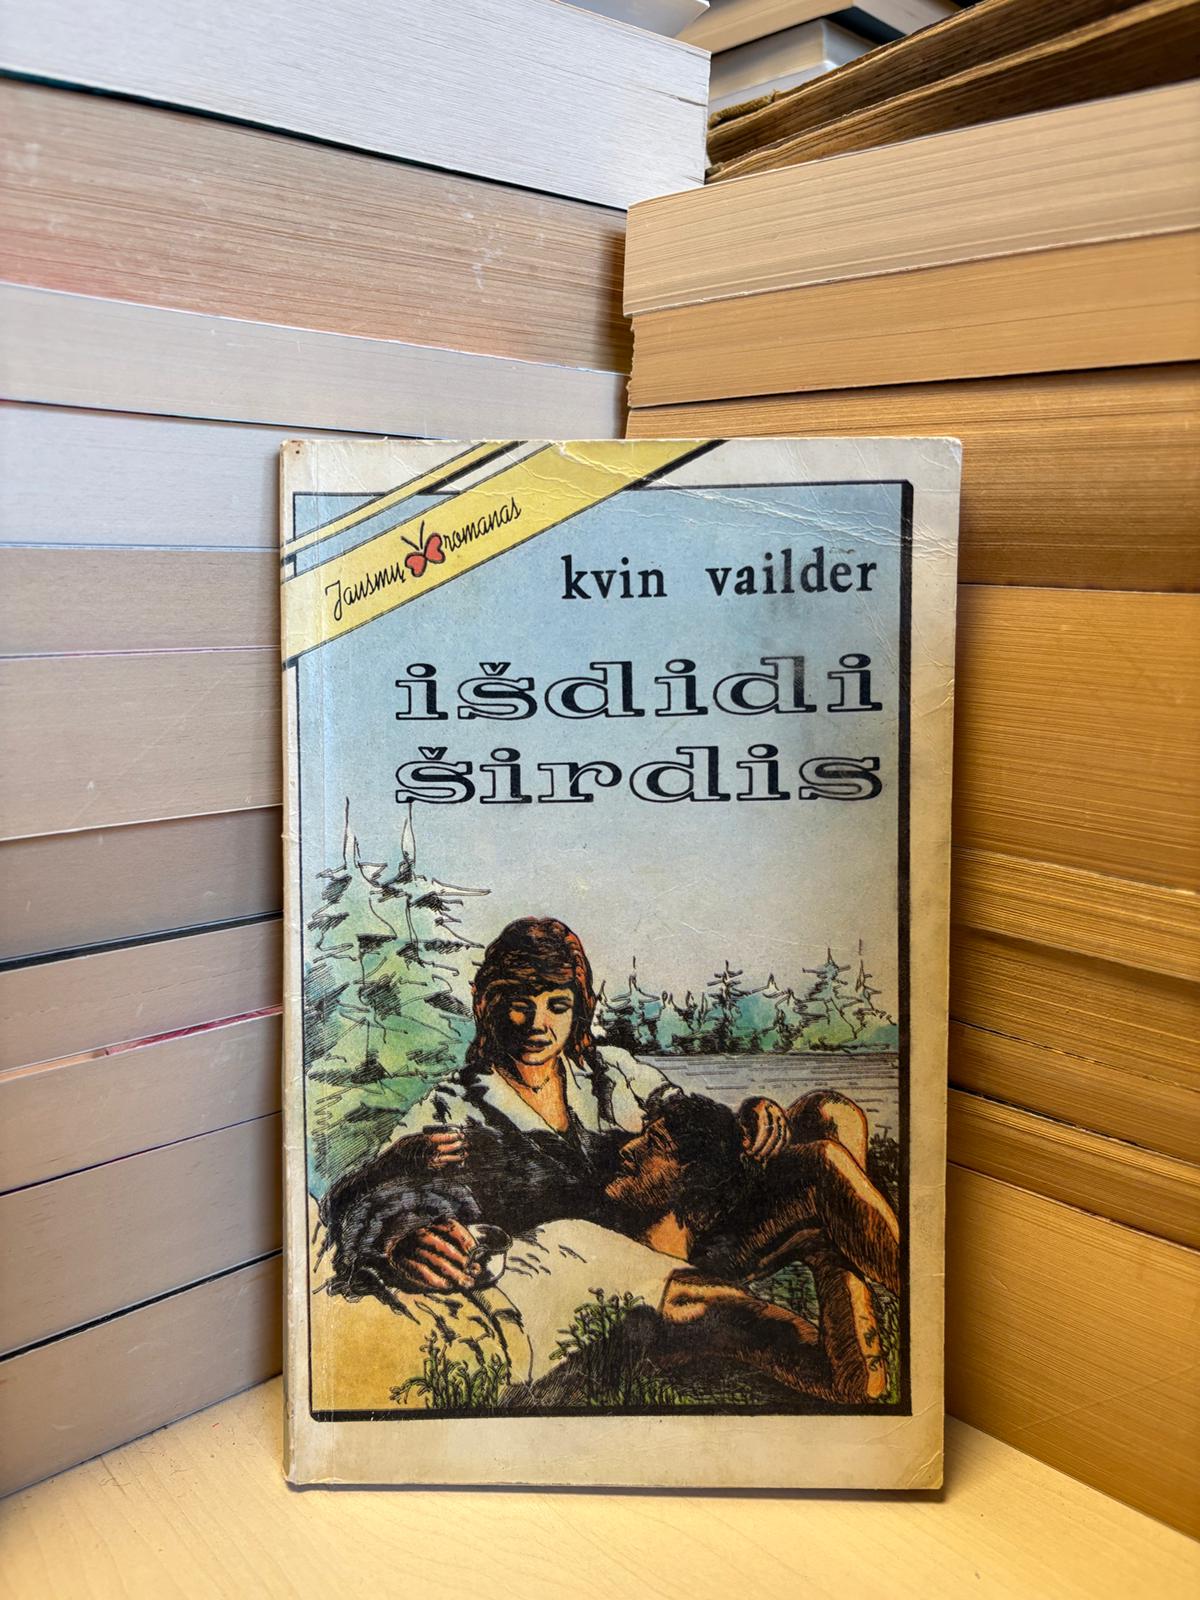 Jausmų romanas
kvin vailder
išdidi
širdis